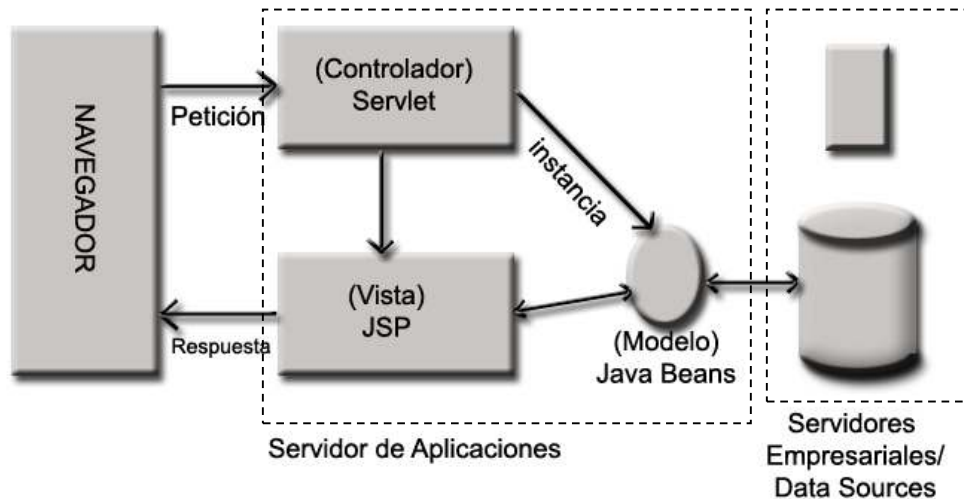 NAVEGADOR
Petición
(Controlador)
Servlet
instancia
(Vista)
JSP
Respuesta
(Modelo)
Java Beans
Servidor de Aplicaciones
Servidores
Empresariales/
Data Sources